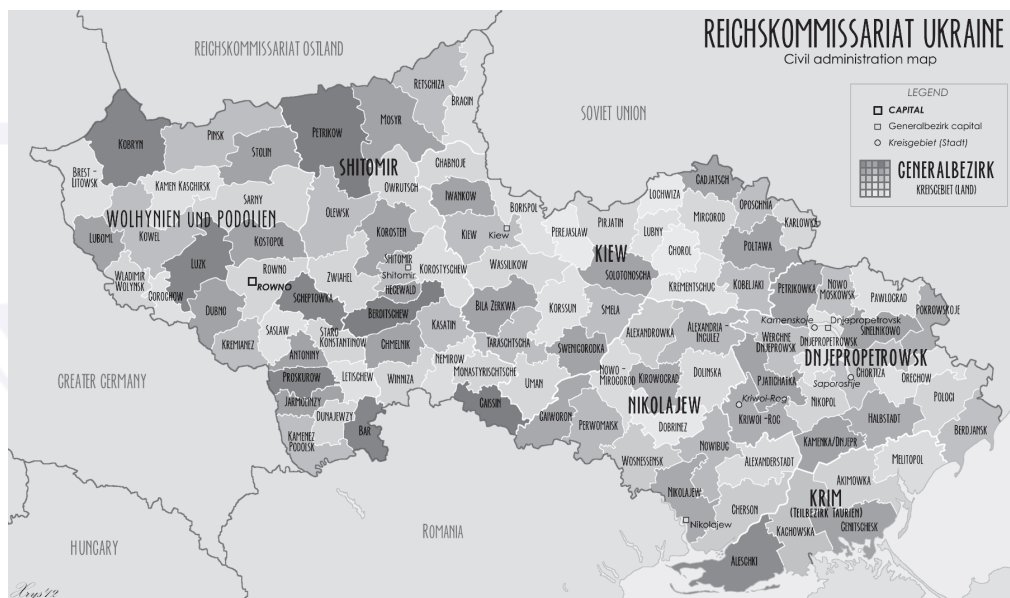 REICHSKOMMISSARIAT UKRAINE
Civil administration map
LEGEND
CAPITAL
Generalbezirk capital
Kreisgebiet (Stadt)
GENERALBEZIRK
KREISGEBIET (LAND)
REICHSKOMMISSARIAT OSTLAND
SOVIET UNION
GREATER GERMANY
HUNGARY
ROMANIA
WOLHYNIEN UND PODOLIEN
KOBRYN
PINSK
STOLIN
BREST -
LITOWSK
KAMEN KASCHIRSK
SARNY
LUBOML
KOWEL
KOSTOPOL
LUZK
WLADIMIR
WOLYNSK
GOROCHOW
ROWNO
ROWNO
DUBNO
SCHEPTOWKA
KREMIANEZ
SASLAW
STARO
KONSTANTINOW
ANTONINY
PROSKUROW
LETISCHEW
JARMOLINZY
DUNAJEWZY
KAMENEZ
PODOLSK
BAR
SHITOMIR
RETSCHIZA
BRAGIN
MOSYR
PETRIKOW
OWRUTSCH
CHABNOJE
OLEWSK
KOROSTEN
ZWIAHEL
SHITOMIR
Shitomir
HEGEWALD
KOROSTYSCHEW
BERDITSCHEW
CHMELNIK
KASATIN
WINNIZA
NEMIROW
MONASTYRISCHTSCHE
GAISSIN
KIEW
IWANKOW
BORISPOL
KIEW
Kiew
PEREJASLAW
PIRJATIN
LOCHWIZA
GADJATSCH
LUBNY
MIRGOROD
OPOSCHNIA
KARLOWKA
CHOROL
POLTAWA
WASSILIKOW
SOLOTONOSCHA
KREMENTSCHUG
KOBELJAKI
BILA ZERKWA
KORSSUN
SMELA
TARASCHTSCHA
SWENIGORODKA
UMAN
ALEXANDROWKA
NIKOLAJEW
ALEXANDRIA -
INGULEZ
NOWO -
MIROGOROD
KIROWOGRAD
DOLINSKA
GAIWORON
PERWOMAISK
DOBRINEZ
WOSNESSENSK
NOWIBUG
ALEXANDERSTADT
NIKOLAJEW
Nikolajew
CHERSON
DNJEPROPETROWSK
PETRIKOWKA
NOWO
MOSKOWSK
PAWLOGRAD
POKROWSKOJE
Kamenskoje
Dnjepropetrovsk
SINELNIKOWO
WERCHNE
DNJEPROWSK
DNJEPROPETROWSK
CHORTIZA
Saporoshje
ORECHOW
PJATICHATKA
Kriwoi-Rog
KRIWOI -ROG
NIKOPOL
POLOGI
HALBSTADT
BERDJANSK
KAMENKA/DNJEPR
KRIM
(TEILBEZIRK TAURIEN)
MELITOPOL
AKIMOWKA
KACHOWSKA
GENITSCHESK
ALESCHKI
Xrys'12